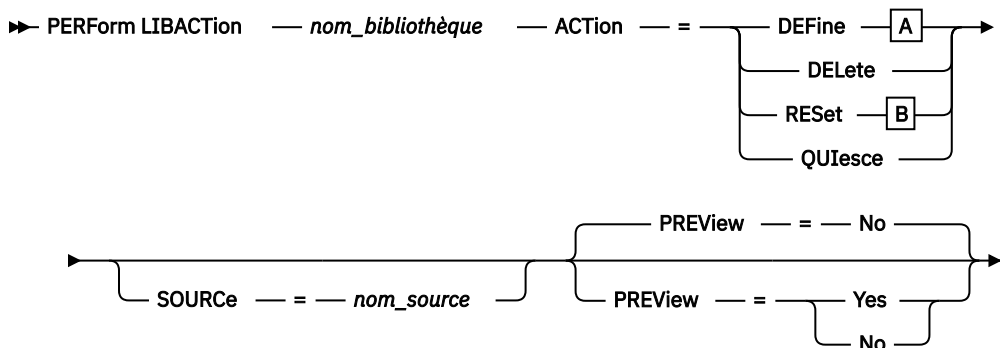 PERForm LIBACTion nom_bibliothèque ACTion = DEFine A
DELete
RESet B
QUIesce
PREView = No
SOURCe = nom_source
PREView = Yes
No